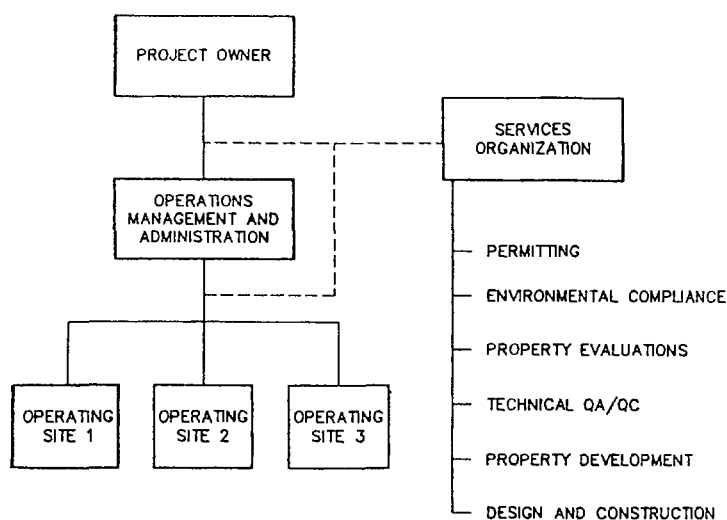 PROJECT OWNER
SERVICES
ORGANIZATION
OPERATIONS
MANAGEMENT AND
ADMINISTRATION
PERMITTING
ENVIRONMENTAL COMPLIANCE
PROPERTY EVALUATIONS
TECHNICAL QA/QC
PROPERTY DEVELOPMENT
DESIGN AND CONSTRUCTION
OPERATING
SITE 1
OPERATING
SITE 2
OPERATING
SITE 3